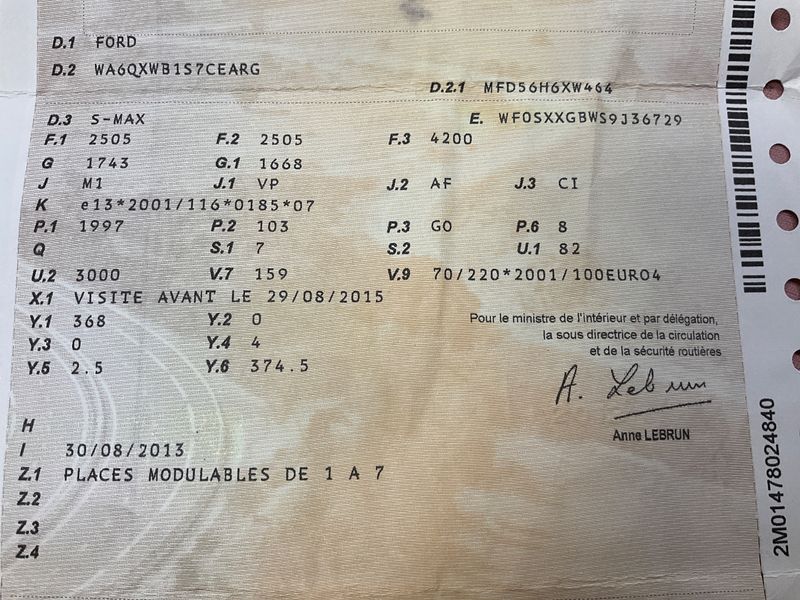 D.1 FORD
D.2 WA6QXWB1S7CEARG
D.2.1 MFD56H6XW464
D.3 S-MAX E. WF0SXXGBWS9J36729
F.1 2505 F.2 2505 F.3 4200
G 1743 G.1 1668
J M1 J.1 VP J.2 AF J.3 CI
K e13*2001/116*0185*07
P.1 1997 P.2 103 P.3 GO P.6 8
Q S.1 7 S.2 U.1 82
U.2 3000 V.7 159 V.9 70/220*2001/100EURO4
X.1 VISITE AVANT LE 29/08/2015
Y.1 368 Y.2 0
Y.3 0 Y.4 4
Y.5 2.5 Y.6 374.5
Pour le ministre de l'intérieur et par délégation,
la sous directrice de la circulation
et de la sécurité routières
A. Lebrun
Anne LEBRUN
H
I 30/08/2013
Z.1 PLACES MODULABLES DE 1 A 7
Z.2
Z.3
Z.4
2M01478024840